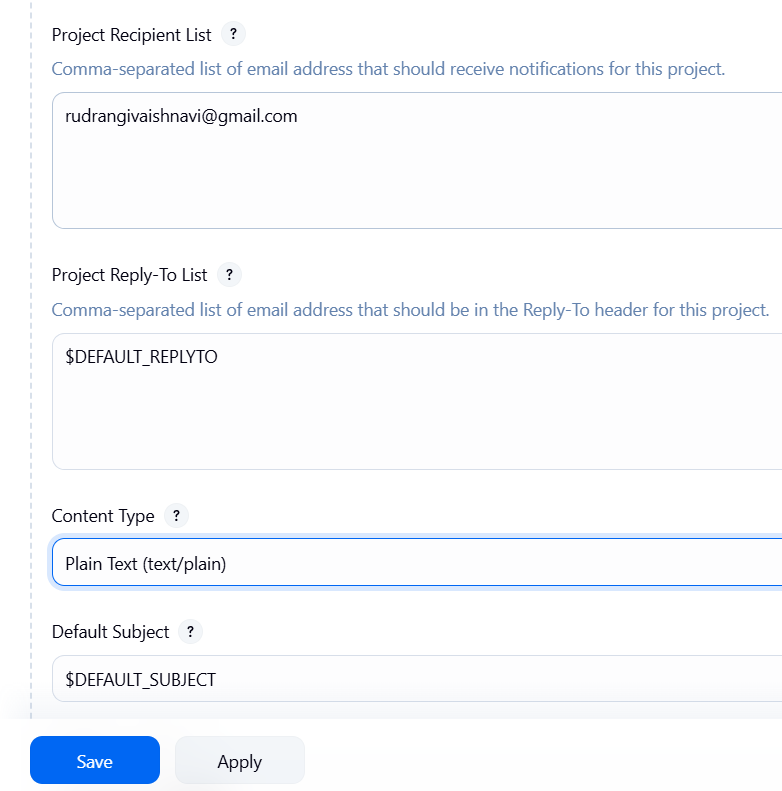 Project Recipient List ?
Comma-separated list of email address that should receive notifications for this project.
rudrangivaishnavi@gmail.com
Project Reply-To List ?
Comma-separated list of email address that should be in the Reply-To header for this project.
$DEFAULT_REPLYTO
Content Type ?
Plain Text (text/plain)
Default Subject ?
$DEFAULT_SUBJECT
Save
Apply